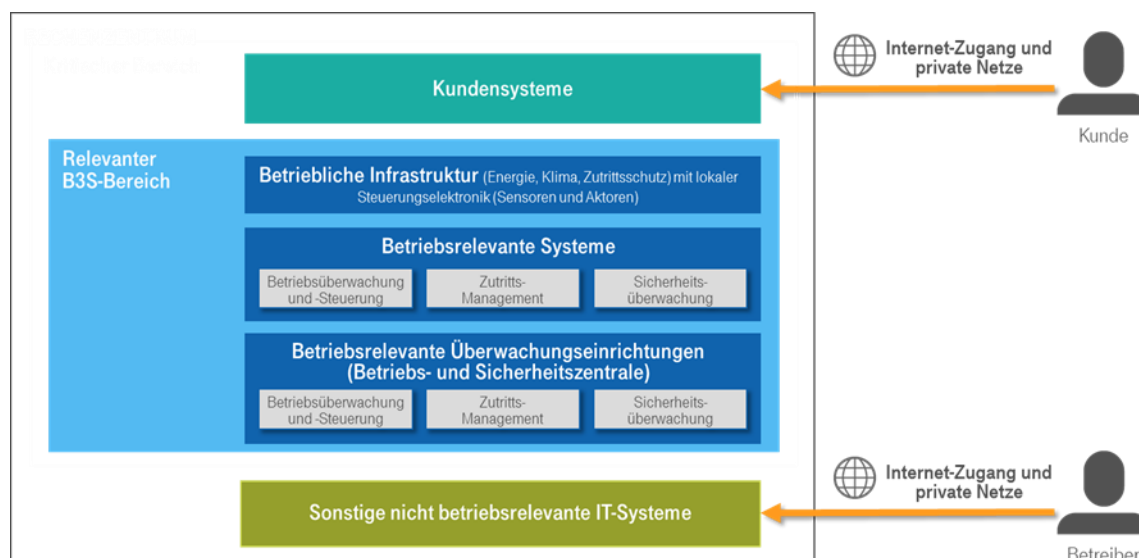 Kundensysteme
Internet-Zugang und
private Netze
Kunde
Relevanter
B3S-Bereich
Betriebliche Infrastruktur (Energie, Klima, Zutrittsschutz) mit lokaler
Steuerungselektronik (Sensoren und Aktoren)
Betriebsrelevante Systeme
Betriebsüberwachung
und -Steuerung
Zutritts-
Management
Sicherheits-
überwachung
Betriebsrelevante Überwachungseinrichtungen
(Betriebs- und Sicherheitszentrale)
Betriebsüberwachung
und -Steuerung
Zutritts-
Management
Sicherheits-
überwachung
Sonstige nicht betriebsrelevante IT-Systeme
Internet-Zugang und
private Netze
Betreiber